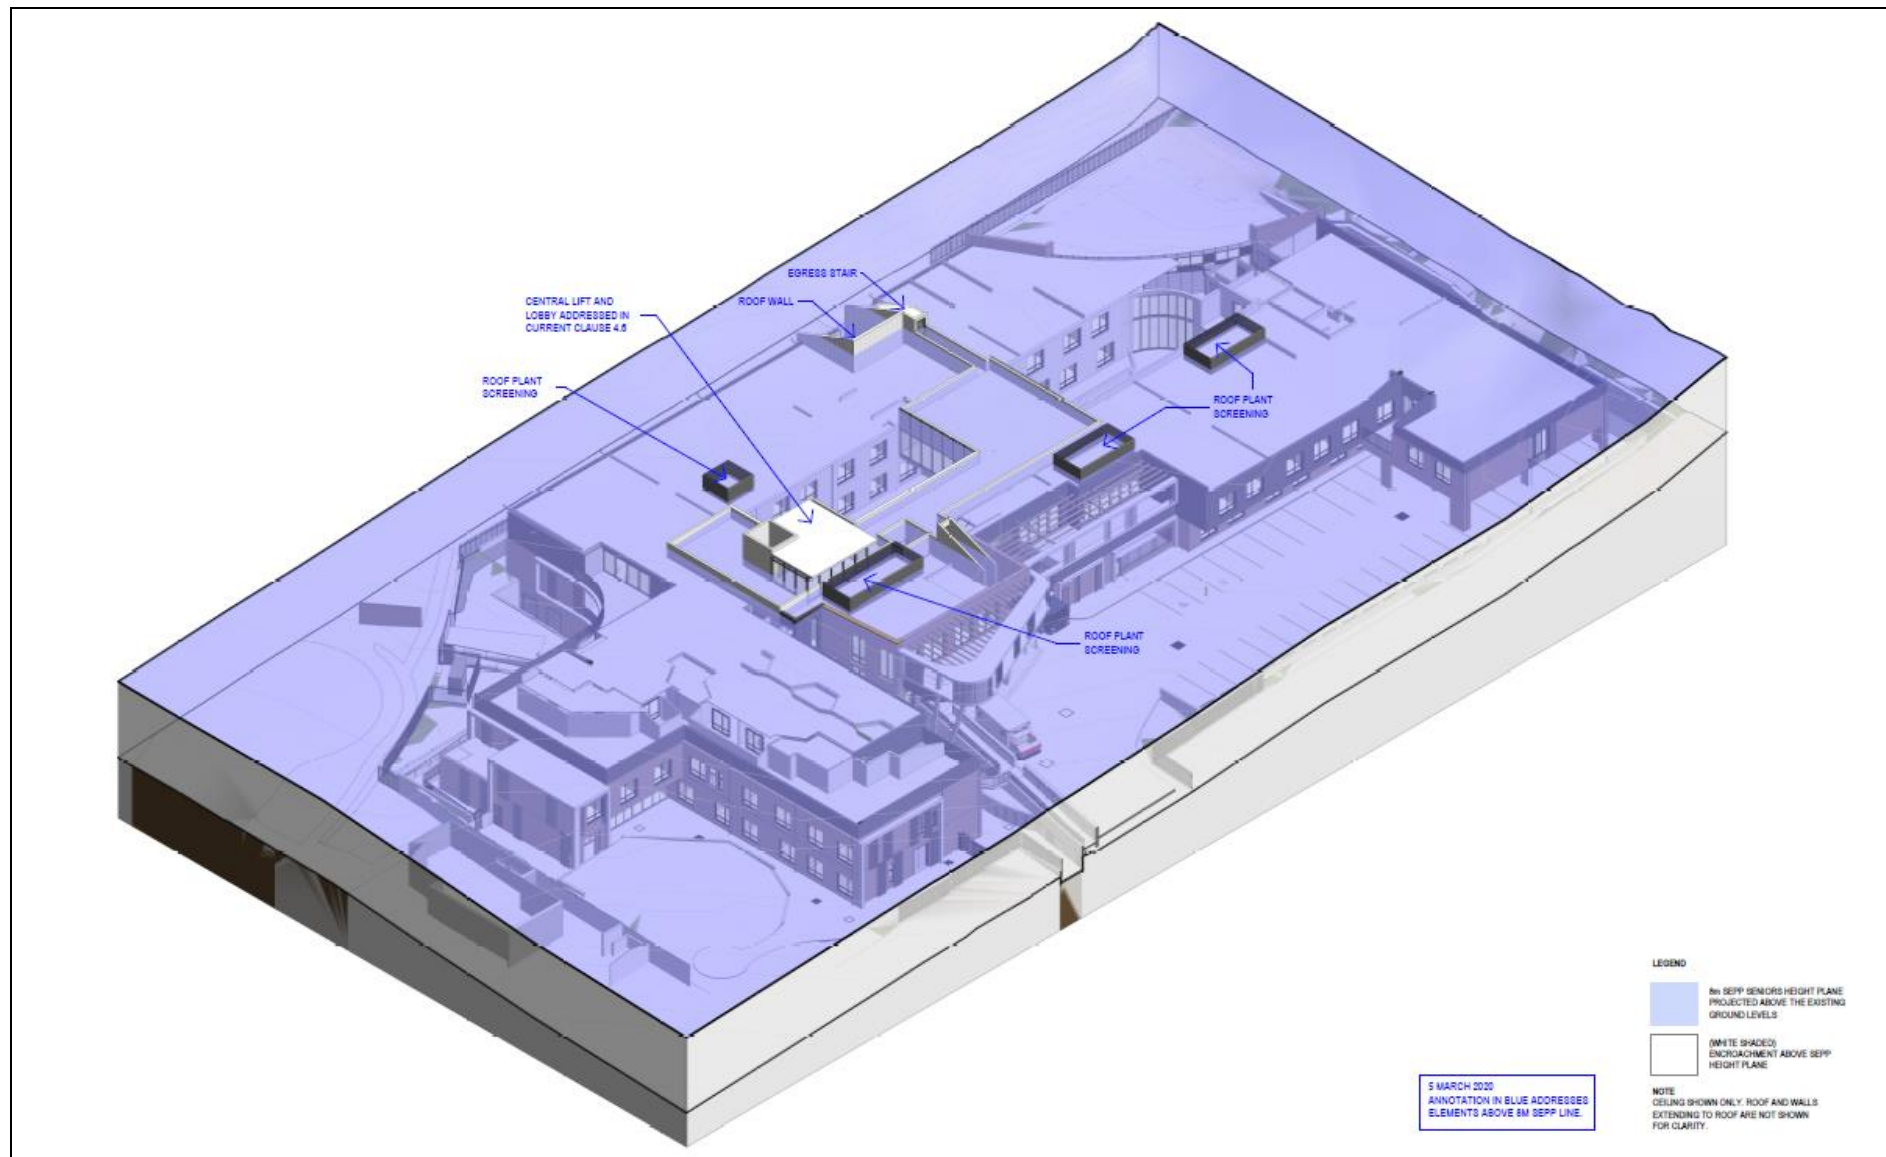 EGRESS STAIR
ROOF WALL
CENTRAL LIFT AND
LOBBY ADDRESSED IN
CURRENT CLAUSE 4.6
ROOF PLANT
SCREENING
ROOF PLANT
SCREENING
ROOF PLANT
SCREENING
LEGEND
8m SEPP SENIORS HEIGHT PLANE
PROJECTED ABOVE THE EXISTING
GROUND LEVELS
(WHITE SHADED)
ENCROACHMENT ABOVE SEPP
HEIGHT PLANE
NOTE
CEILING SHOWN ONLY. ROOF AND WALLS
EXTENDING TO ROOF ARE NOT SHOWN
FOR CLARITY.
5 MARCH 2020
ANNOTATION IN BLUE ADDRESSES
ELEMENTS ABOVE 8M SEPP LINE.